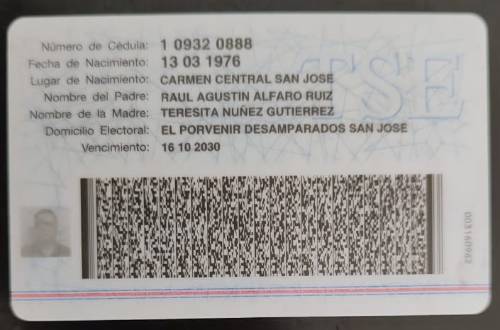 Número de Cédula: 1 0932 0888
Fecha de Nacimiento: 13 03 1976
Lugar de Nacimiento: CARMEN CENTRAL SAN JOSE
Nombre del Padre: RAUL AGUSTIN ALFARO RUIZ
Nombre de la Madre: TERESITA NUÑEZ GUTIERREZ
Domicilio Electoral: EL PORVENIR DESAMPARADOS SAN JOSE
Vencimiento: 16 10 2030
TSE
003160962